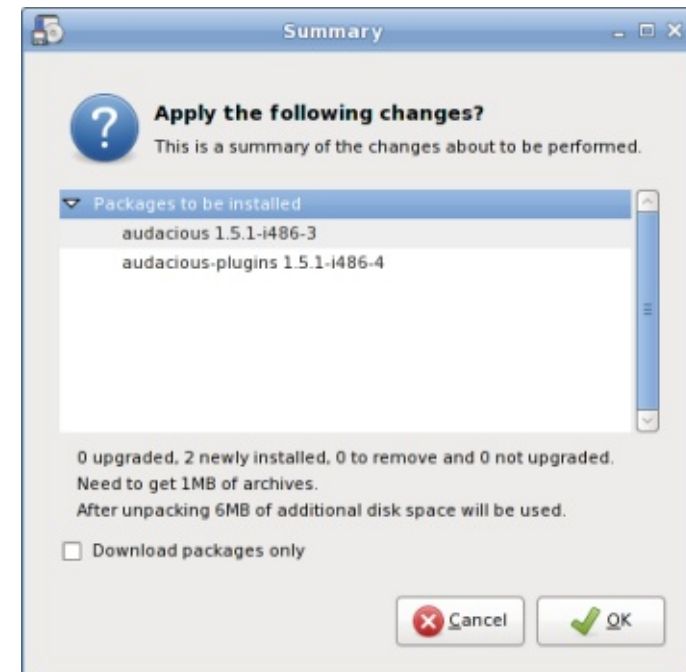 Summary
Apply the following changes?
This is a summary of the changes about to be performed.
Packages to be installed
audacious 1.5.1-i486-3
audacious-plugins 1.5.1-i486-4
0 upgraded, 2 newly installed, 0 to remove and 0 not upgraded.
Need to get 1MB of archives.
After unpacking 6MB of additional disk space will be used.
Download packages only
Cancel
OK